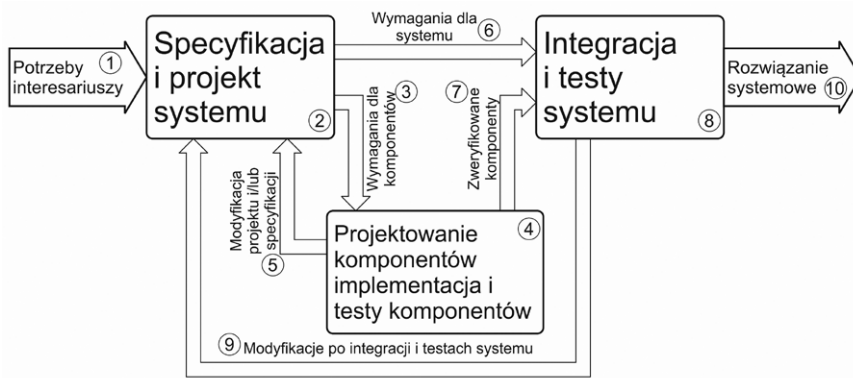 Potrzeby ①
interesariuszy
Specyfikacja
i projekt
systemu
②
Wymagania dla
systemu ⑥
③
Wymagania dla
komponentów
⑦
Zweryfikowane
komponenty
Integracja
i testy
systemu
⑧
Rozwiązanie
systemowe ⑩
Modyfikacja
projektu i/lub
specyfikacji
⑤
Projektowanie ④
komponentów
implementacja i
testy komponentów
⑨ Modyfikacje po integracji i testach systemu